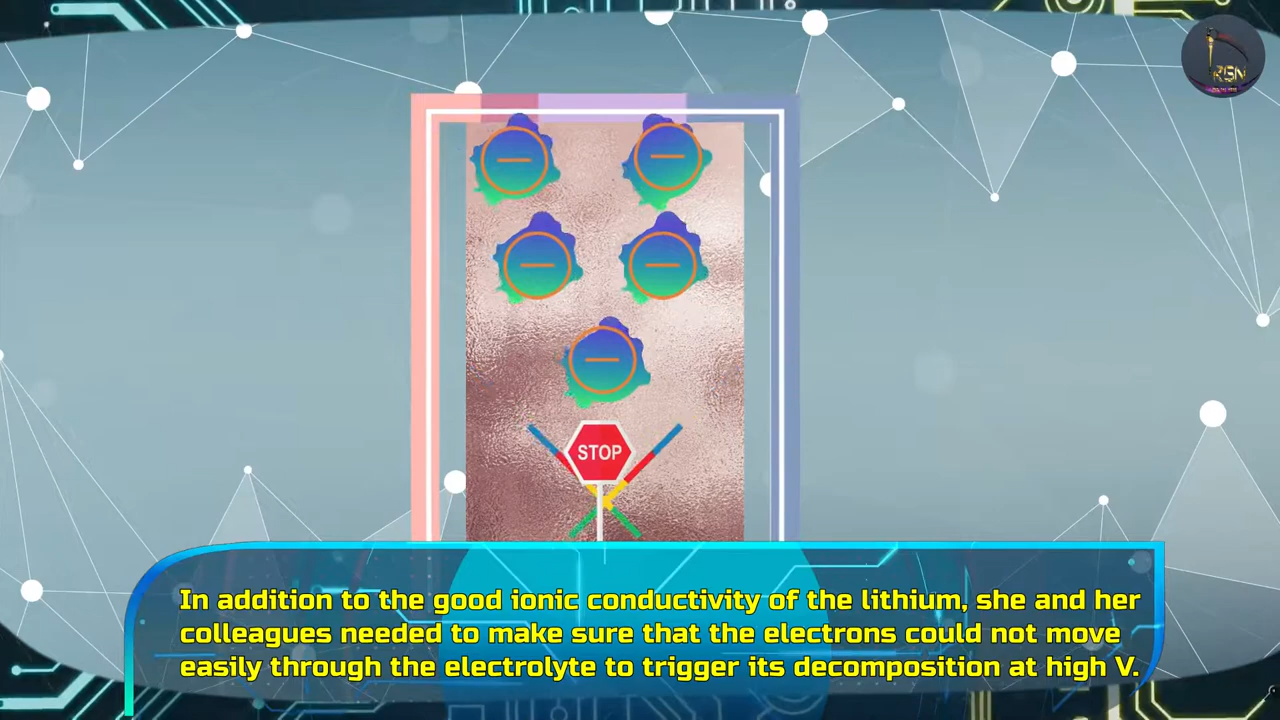 RSN
STOP
In addition to the good ionic conductivity of the lithium, she and her
colleagues needed to make sure that the electrons could not move
easily through the electrolyte to trigger its decomposition at high V.